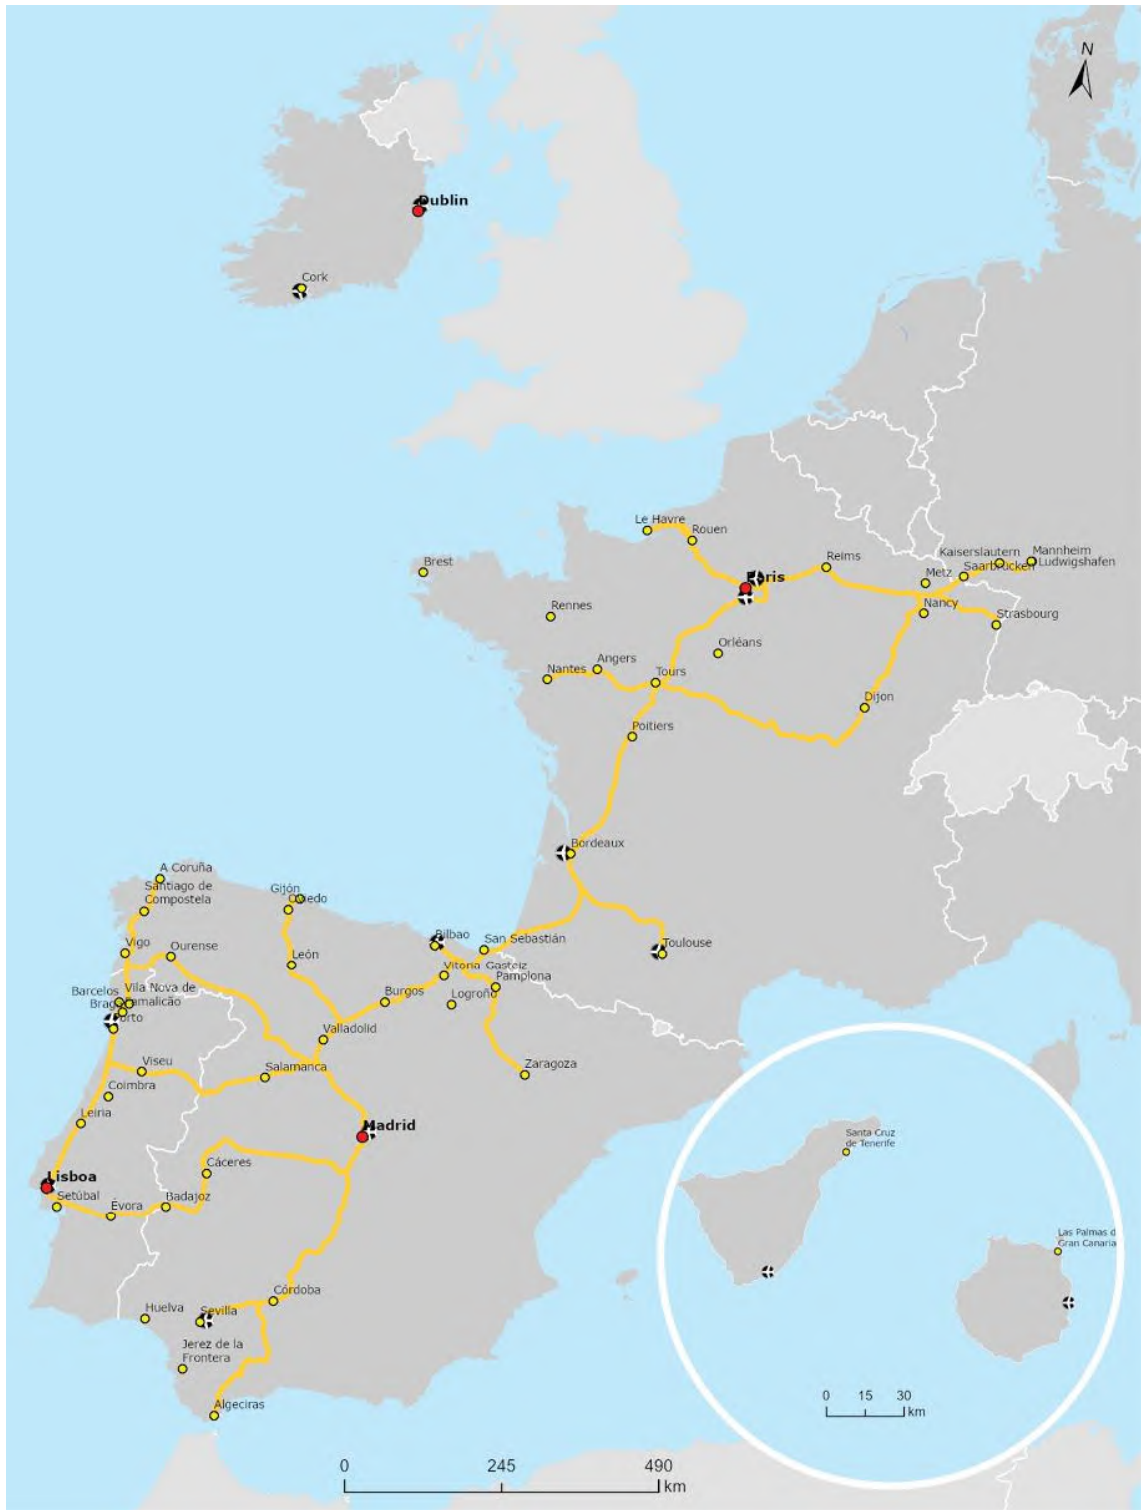 N
Dublin
Cork
Le Havre
Rouen
Brest
Paris
Reims
Kaiserslautern
Mannheim
Ludwigshafen
Saarbrücken
Metz
Rennes
Nancy
Strasbourg
Orléans
Angers
Nantes
Tours
Dijon
Poitiers
Bordeaux
A Coruña
Santiago de
Compostela
Gijón
Oviedo
Bilbao
San Sebastián
Toulouse
Vigo
Ourense
León
Vitoria-Gasteiz
Pamplona
Barcelos
Vila Nova de
Famalicão
Braga
Burgos
Logroño
Porto
Valladolid
Viseu
Salamanca
Zaragoza
Coimbra
Leiria
Madrid
Santa Cruz
de Tenerife
Cáceres
Lisboa
Setúbal
Évora
Badajoz
Las Palmas d
Gran Canaria
Córdoba
Huelva
Sevilla
Jerez de la
Frontera
Algeciras
0 15 30
km
0 245 490
km